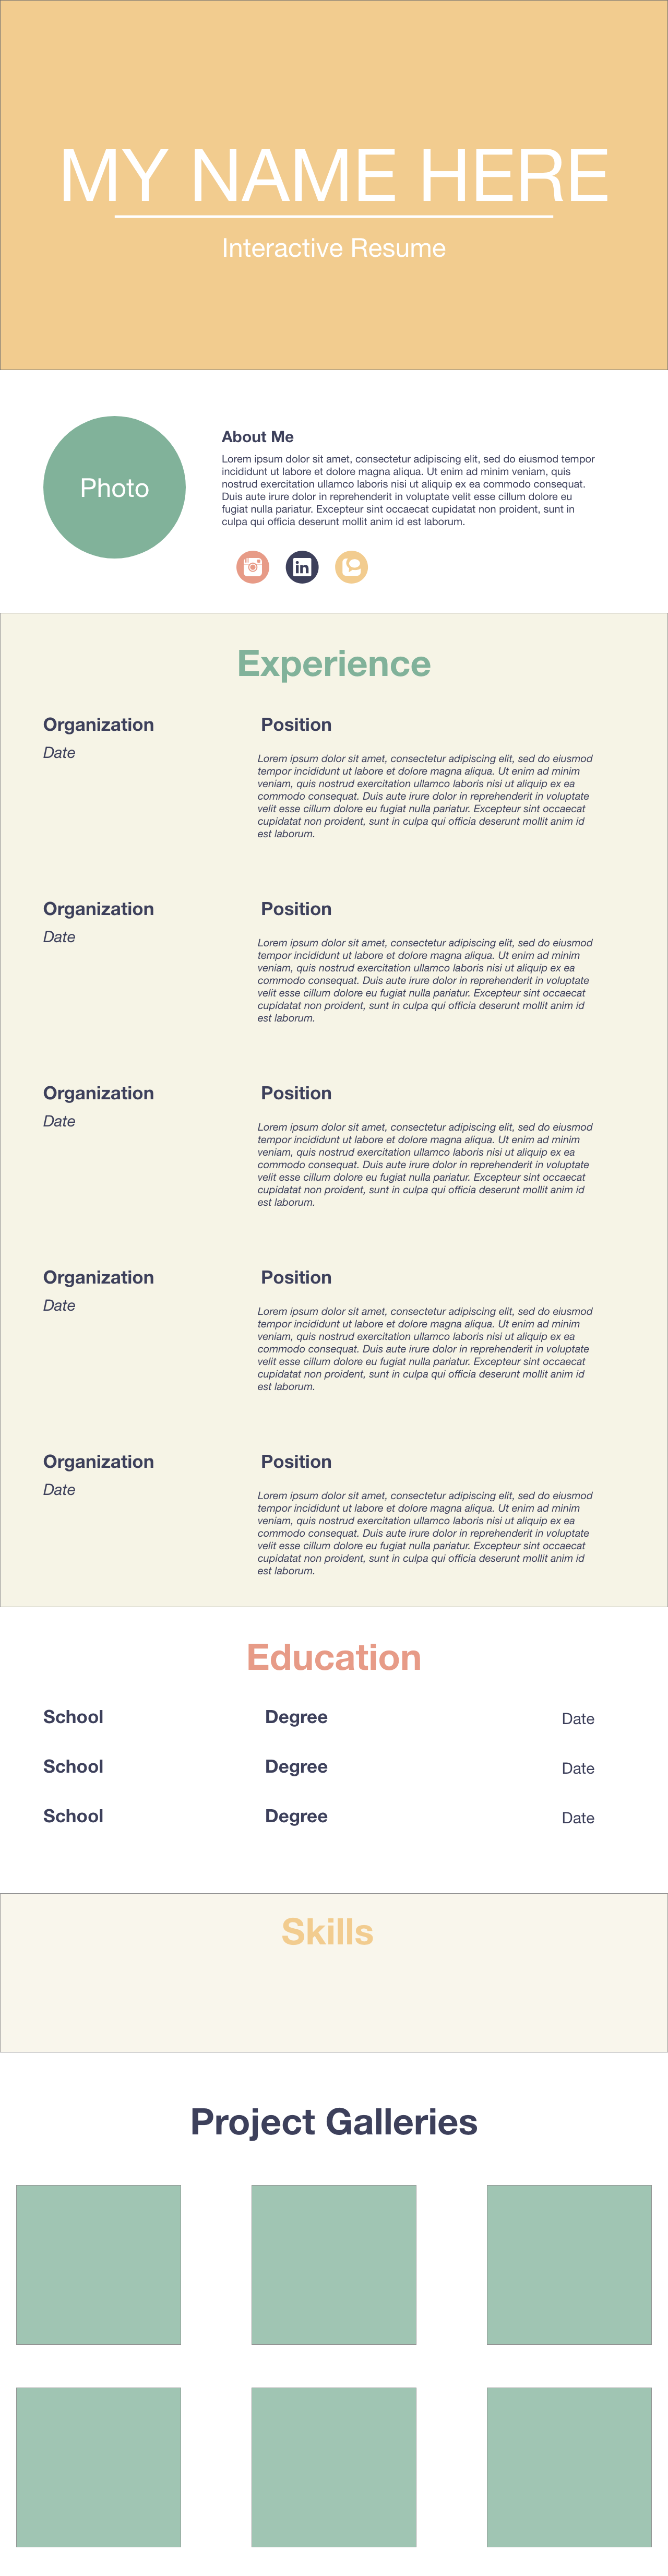 MY NAME HERE
Interactive Resume
Photo
About Me
Lorem ipsum dolor sit amet, consectetur adipiscing elit, sed do eiusmod tempor
incididunt ut labore et dolore magna aliqua. Ut enim ad minim veniam, quis
nostrud exercitation ullamco laboris nisi ut aliquip ex ea commodo consequat.
Duis aute irure dolor in reprehenderit in voluptate velit esse cillum dolore eu
fugiat nulla pariatur. Excepteur sint occaecat cupidatat non proident, sunt in
culpa qui officia deserunt mollit anim id est laborum.
in
Experience
Organization
Date
Position
Lorem ipsum dolor sit amet, consectetur adipiscing elit, sed do eiusmod
tempor incididunt ut labore et dolore magna aliqua. Ut enim ad minim
veniam, quis nostrud exercitation ullamco laboris nisi ut aliquip ex ea
commodo consequat. Duis aute irure dolor in reprehenderit in voluptate
velit esse cillum dolore eu fugiat nulla pariatur. Excepteur sint occaecat
cupidatat non proident, sunt in culpa qui officia deserunt mollit anim id
est laborum.
Organization
Date
Position
Lorem ipsum dolor sit amet, consectetur adipiscing elit, sed do eiusmod
tempor incididunt ut labore et dolore magna aliqua. Ut enim ad minim
veniam, quis nostrud exercitation ullamco laboris nisi ut aliquip ex ea
commodo consequat. Duis aute irure dolor in reprehenderit in voluptate
velit esse cillum dolore eu fugiat nulla pariatur. Excepteur sint occaecat
cupidatat non proident, sunt in culpa qui officia deserunt mollit anim id
est laborum.
Organization
Date
Position
Lorem ipsum dolor sit amet, consectetur adipiscing elit, sed do eiusmod
tempor incididunt ut labore et dolore magna aliqua. Ut enim ad minim
veniam, quis nostrud exercitation ullamco laboris nisi ut aliquip ex ea
commodo consequat. Duis aute irure dolor in reprehenderit in voluptate
velit esse cillum dolore eu fugiat nulla pariatur. Excepteur sint occaecat
cupidatat non proident, sunt in culpa qui officia deserunt mollit anim id
est laborum.
Organization
Date
Position
Lorem ipsum dolor sit amet, consectetur adipiscing elit, sed do eiusmod
tempor incididunt ut labore et dolore magna aliqua. Ut enim ad minim
veniam, quis nostrud exercitation ullamco laboris nisi ut aliquip ex ea
commodo consequat. Duis aute irure dolor in reprehenderit in voluptate
velit esse cillum dolore eu fugiat nulla pariatur. Excepteur sint occaecat
cupidatat non proident, sunt in culpa qui officia deserunt mollit anim id
est laborum.
Organization
Date
Position
Lorem ipsum dolor sit amet, consectetur adipiscing elit, sed do eiusmod
tempor incididunt ut labore et dolore magna aliqua. Ut enim ad minim
veniam, quis nostrud exercitation ullamco laboris nisi ut aliquip ex ea
commodo consequat. Duis aute irure dolor in reprehenderit in voluptate
velit esse cillum dolore eu fugiat nulla pariatur. Excepteur sint occaecat
cupidatat non proident, sunt in culpa qui officia deserunt mollit anim id
est laborum.
Education
School Degree Date
School Degree Date
School Degree Date
Skills
Project Galleries